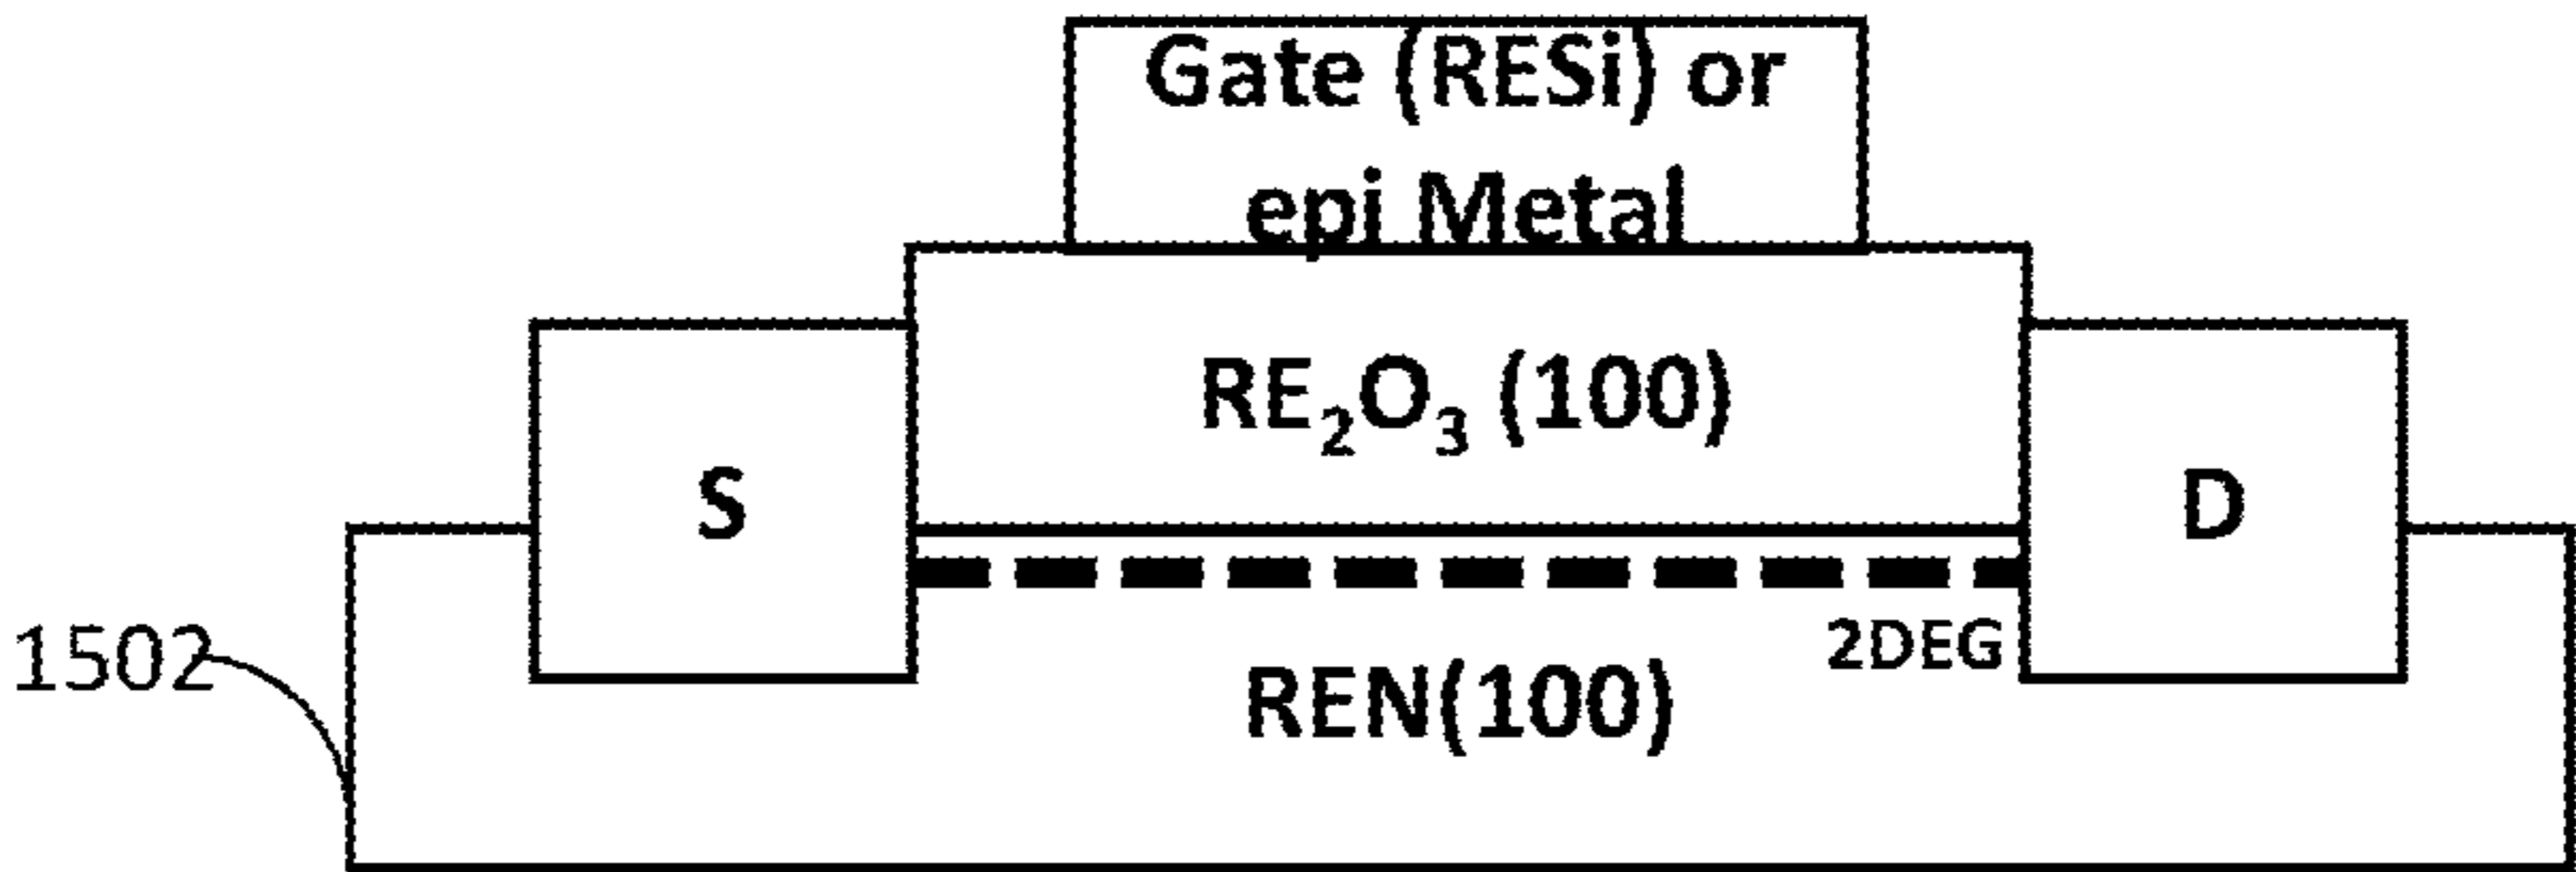 Gate (RESi) or
epi Metal
RE₂O₃ (100)
S
D
2DEG
1502
REN(100)